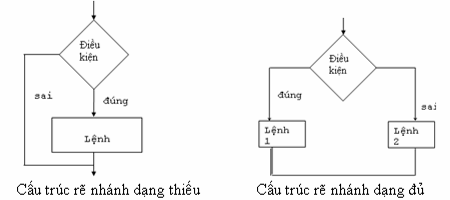 Điều
kiện
sai
đúng
Lệnh
Cấu trúc rẽ nhánh dạng thiếu
Điều
kiện
đúng
sai
Lệnh
1
Lệnh
2
Cấu trúc rẽ nhánh dạng đủ